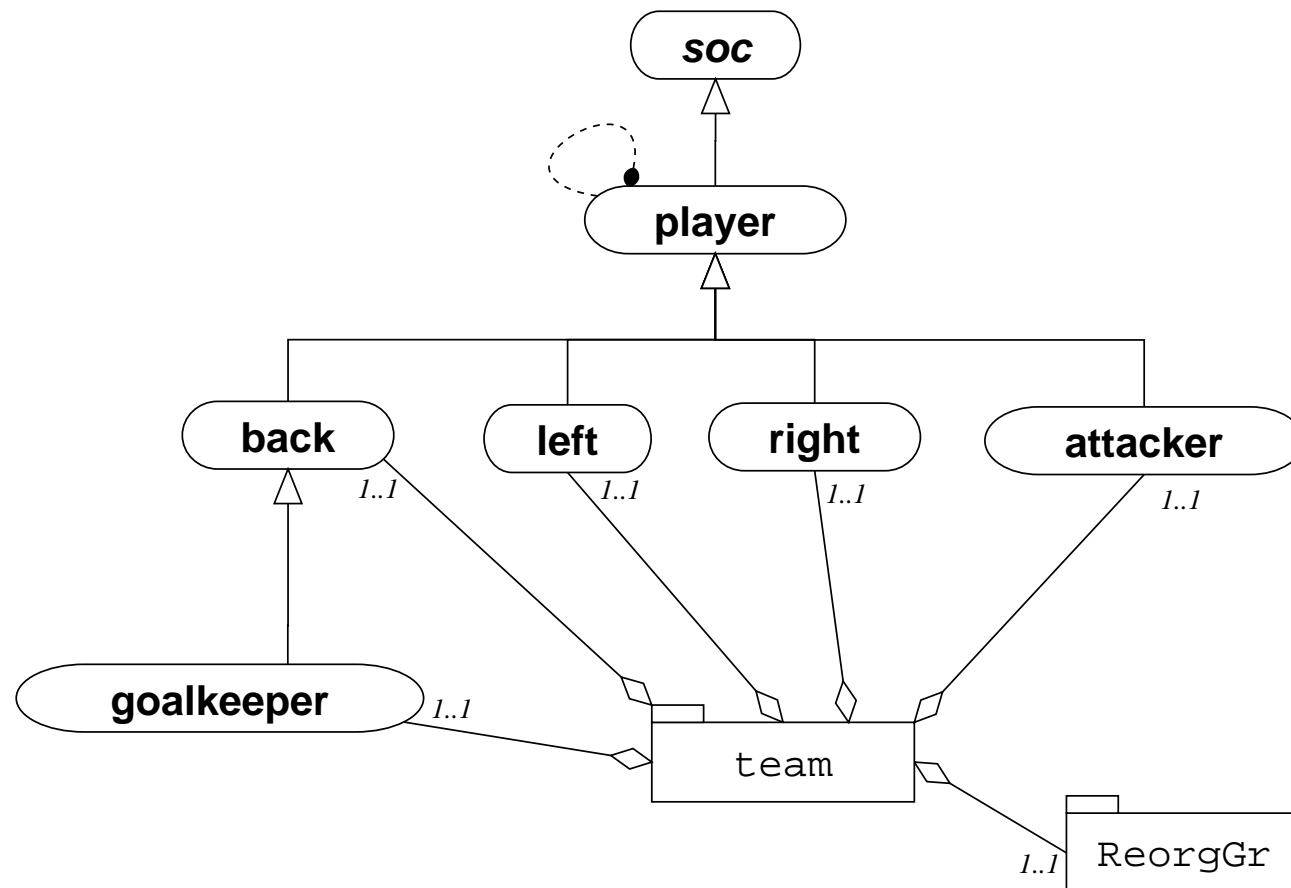 soc
player
back
left
right
attacker
1..1
1..1
1..1
1..1
goalkeeper
1..1
team
ReorgGr
1..1